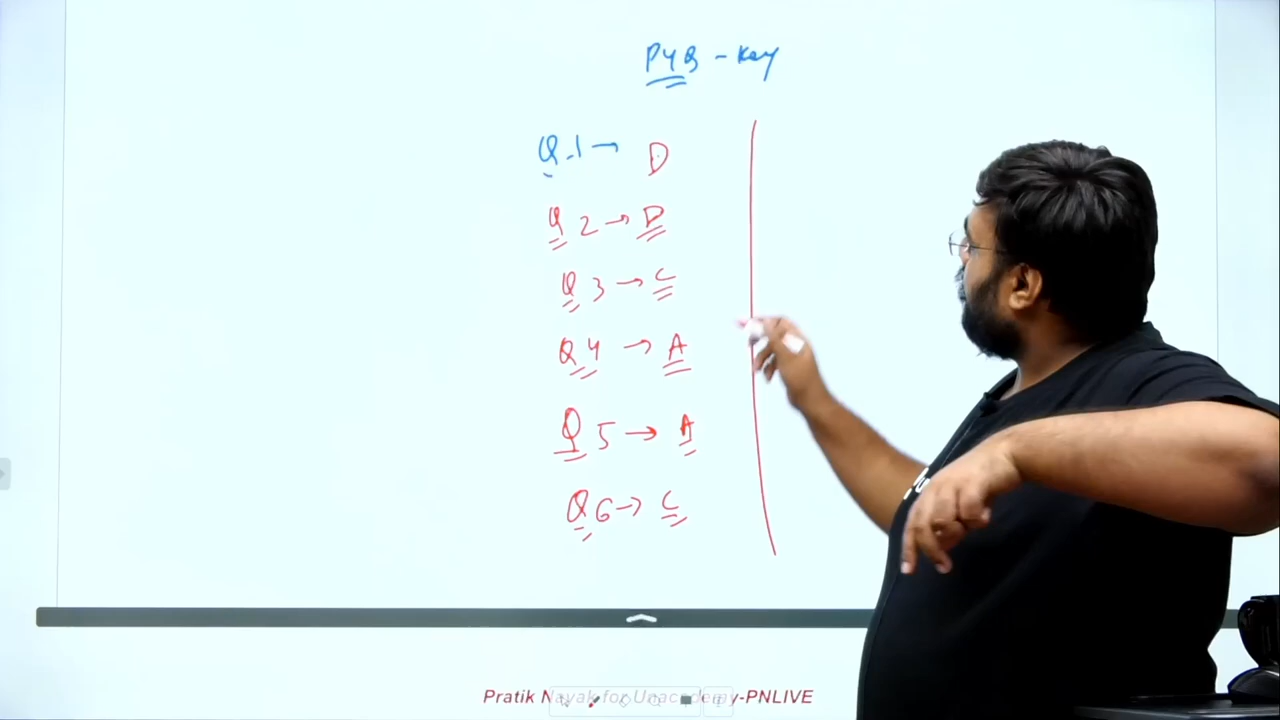 PYQ - Key
Q.1 → D
Q 2 → D
Q 3 → C
Q 4 → A
Q 5 → A
Q 6 → C
Pratik Nayak for Unacademy-PNLIVE